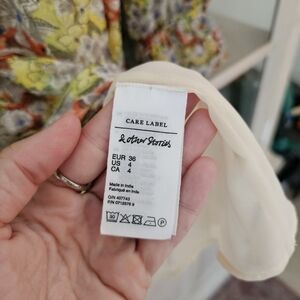 CARE LABEL
& other Stories
EUR 36
US 4
CA 4
Made in India
Fabriqué en Inde